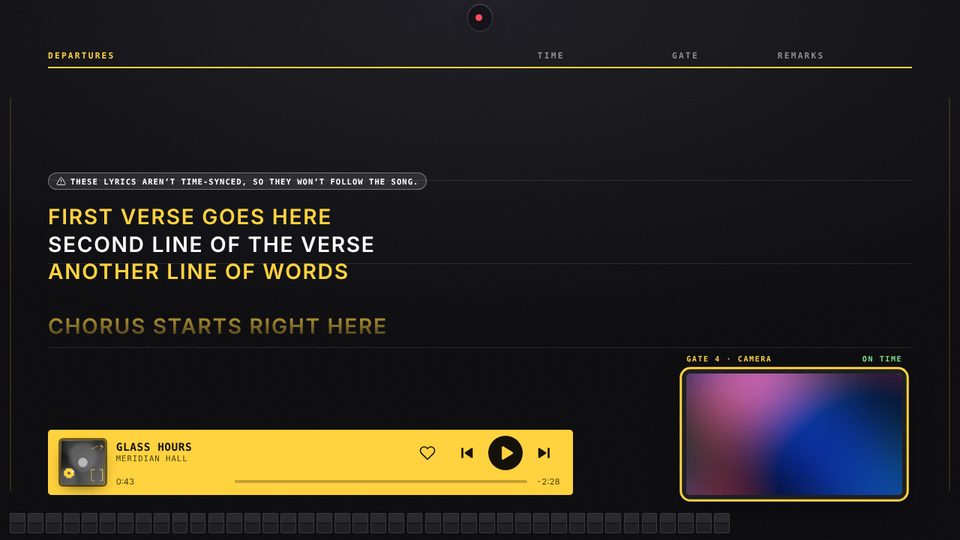 DEPARTURES TIME GATE REMARKS
THESE LYRICS AREN’T TIME-SYNCED, SO THEY WON’T FOLLOW THE SONG.
FIRST VERSE GOES HERE
SECOND LINE OF THE VERSE
ANOTHER LINE OF WORDS
CHORUS STARTS RIGHT HERE
GATE 4 · CAMERA ON TIME
GLASS HOURS
MERIDIAN HALL
0:43 -2:28